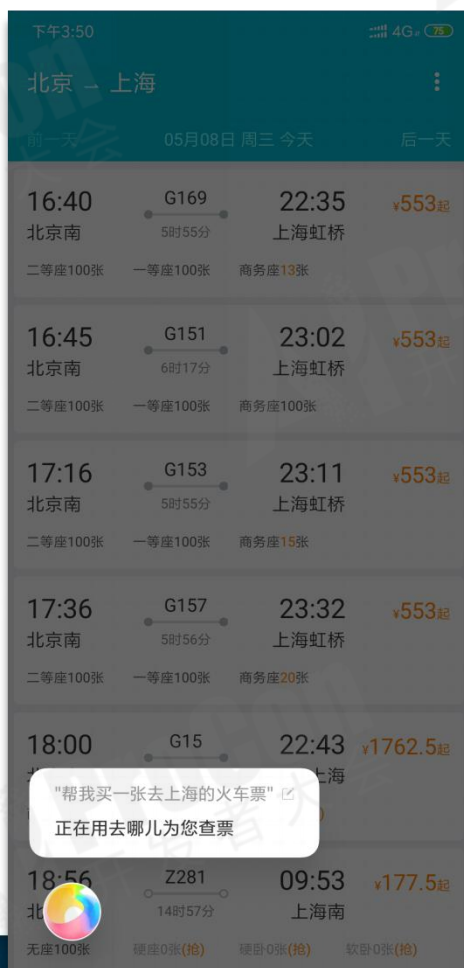 下午3:50 4G 75
北京 → 上海
前一天 05月08日 周三 今天 后一天
16:40 G169 22:35 ¥553起
北京南 5时55分 上海虹桥
二等座100张 一等座100张 商务座13张
16:45 G151 23:02 ¥553起
北京南 6时17分 上海虹桥
二等座100张 一等座100张 商务座100张
17:16 G153 23:11 ¥553起
北京南 5时55分 上海虹桥
二等座100张 一等座100张 商务座15张
17:36 G157 23:32 ¥553起
北京南 5时56分 上海虹桥
二等座100张 一等座100张 商务座20张
18:00 G15 22:43 ¥1762.5起
上海
"帮我买一张去上海的火车票"
正在用去哪儿为您查票
18:56 Z281 09:53 ¥177.5起
北 14时57分 上海南
无座100张 硬座0张(抢) 硬卧0张(抢) 软卧0张(抢)